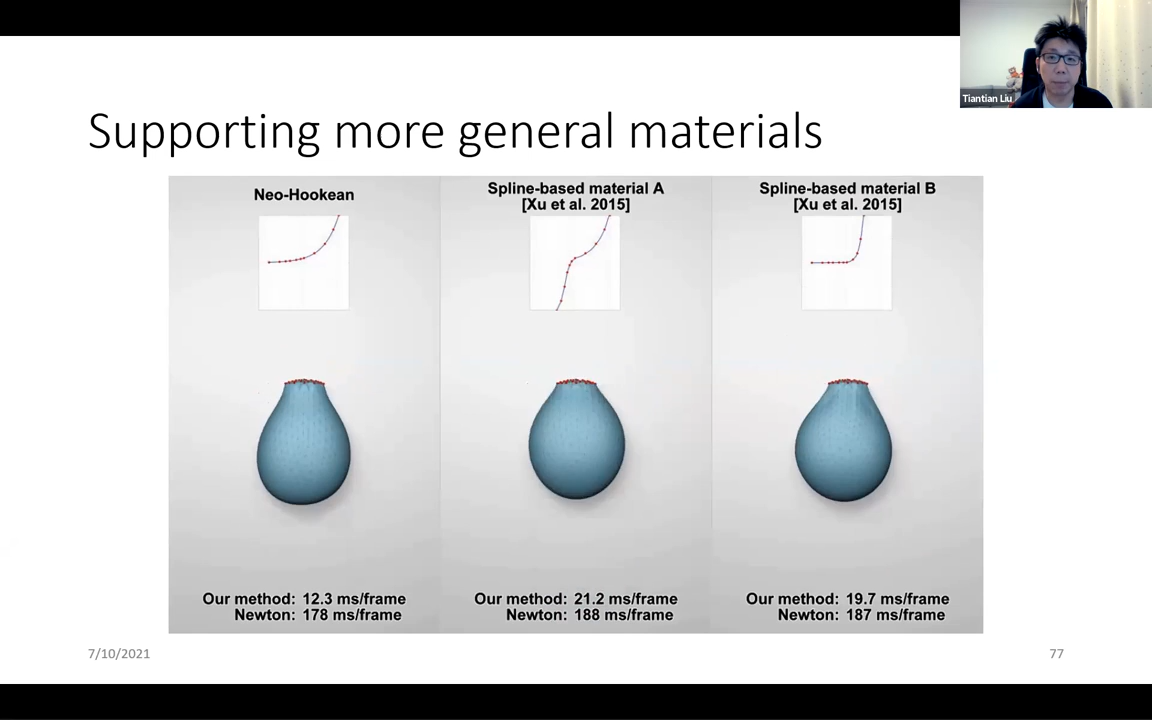 Tiantian Liu
Supporting more general materials
Neo-Hookean
Spline-based material A
[Xu et al. 2015]
Spline-based material B
[Xu et al. 2015]
Our method: 12.3 ms/frame
Newton: 178 ms/frame
Our method: 21.2 ms/frame
Newton: 188 ms/frame
Our method: 19.7 ms/frame
Newton: 187 ms/frame
7/10/2021
77